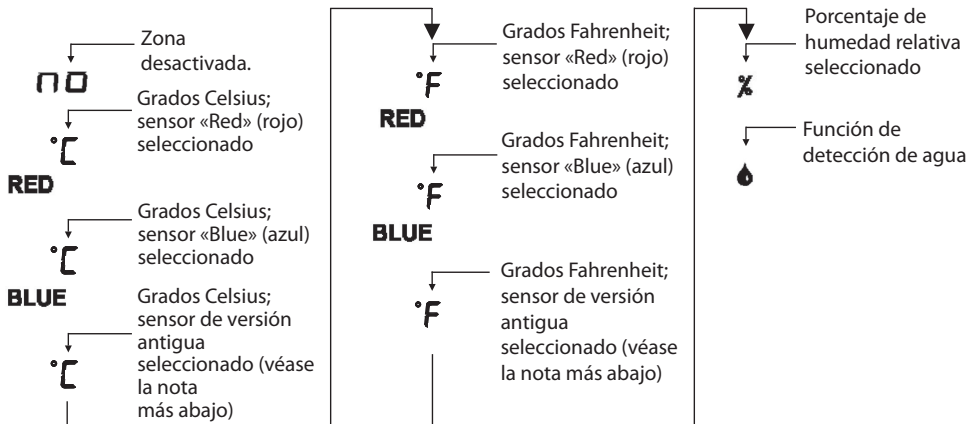 Zona
desactivada.
no
Grados Celsius;
sensor «Red» (rojo)
seleccionado
°C
RED
Grados Celsius;
sensor «Blue» (azul)
seleccionado
°C
BLUE
Grados Celsius;
sensor de versión
antigua
seleccionado (véase
la nota
más abajo)
°C
Grados Fahrenheit;
sensor «Red» (rojo)
seleccionado
°F
RED
Grados Fahrenheit;
sensor «Blue» (azul)
seleccionado
°F
BLUE
Grados Fahrenheit;
sensor de versión
antigua
seleccionado (véase
la nota más abajo)
°F
Porcentaje de
humedad relativa
seleccionado
%
Función de
detección de agua